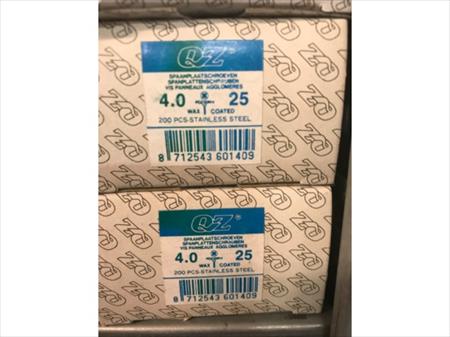 QZ
SPAANPLAATSCHROEVEN
SPANPLATTENSCHRAUBEN
VIS PANNEAUX AGGLOMERES
4.0 25
WAX COATED
200 PCS-STAINLESS STEEL
8 712543 601409
QZ
SPAANPLAATSCHROEVEN
SPANPLATTENSCHRAUBEN
VIS PANNEAUX AGGLOMERES
4.0 25
WAX COATED
200 PCS-STAINLESS STEEL
8 712543 601409